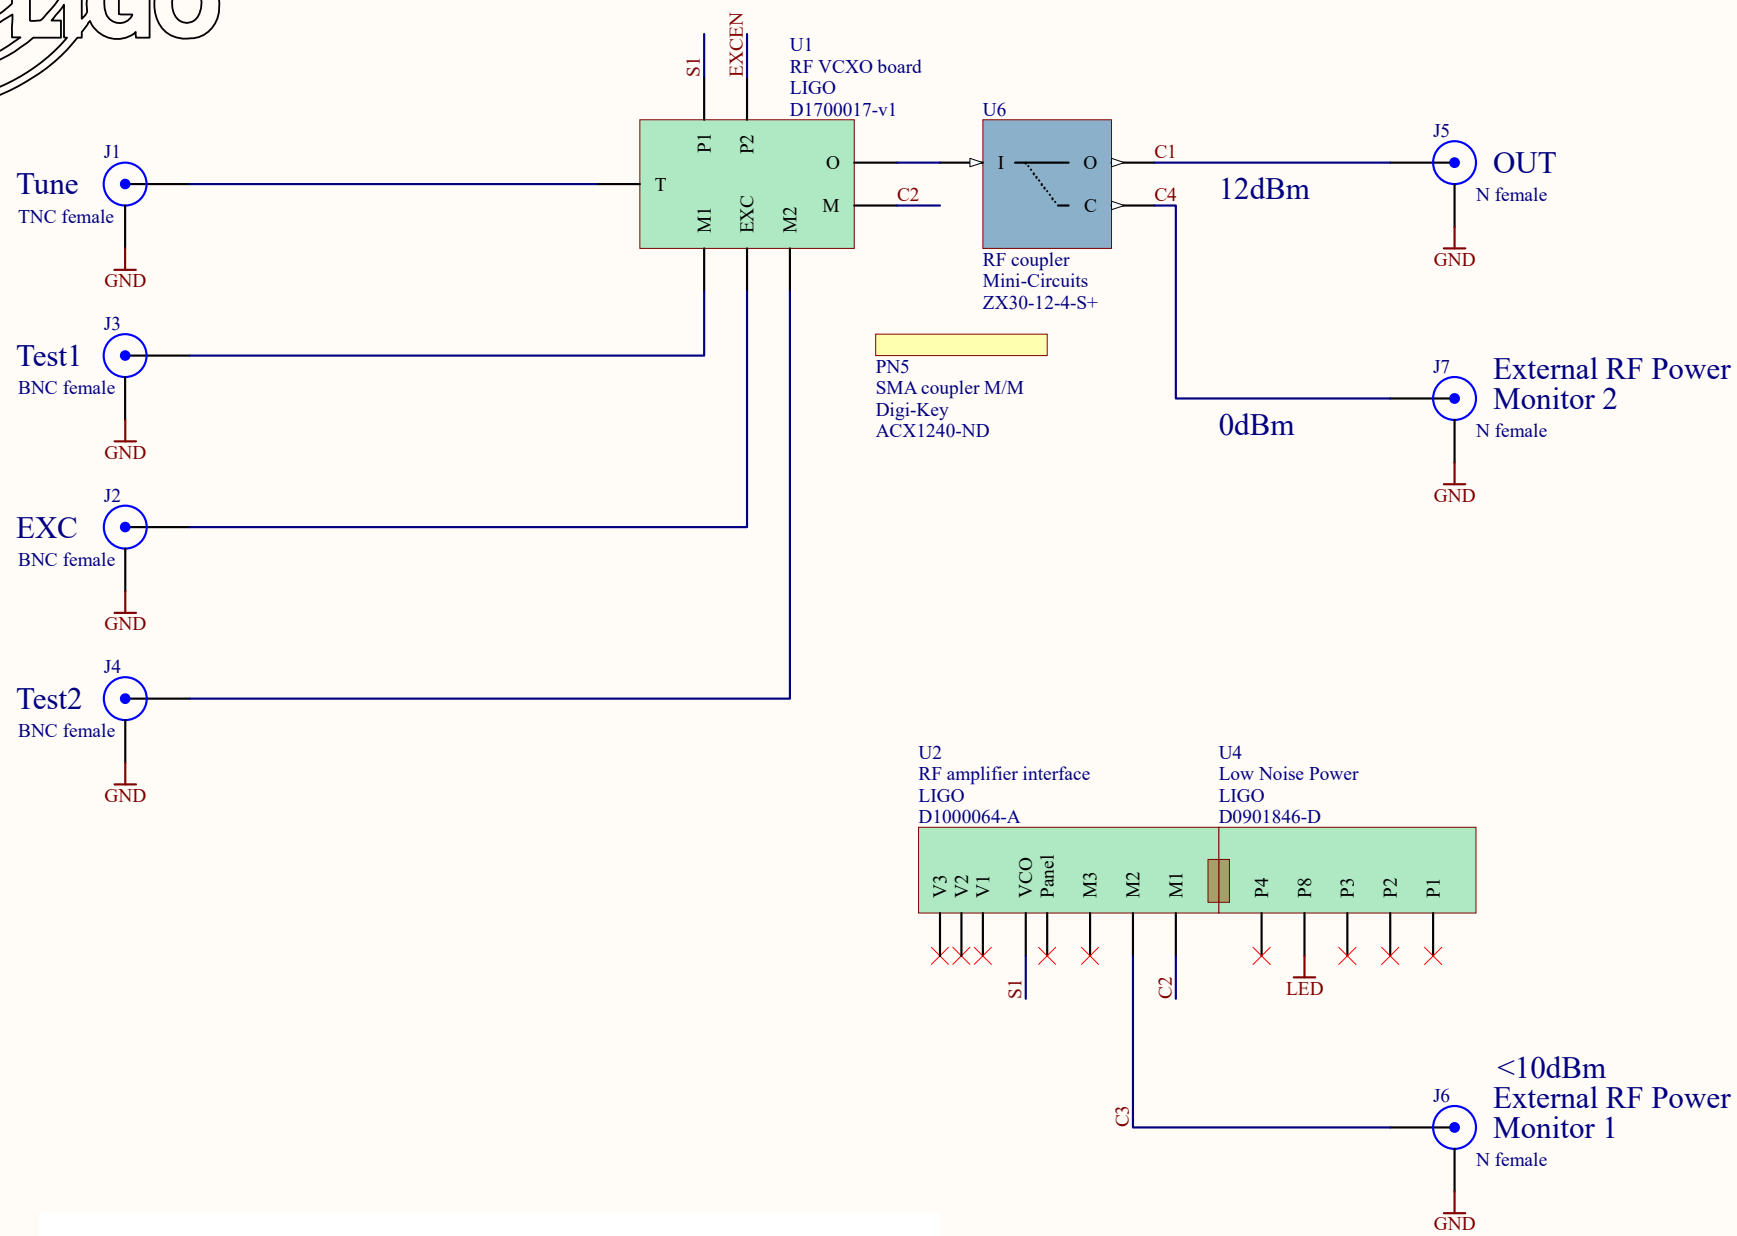 LIGO
S1
EXCEN
U1
RF VCXO board
LIGO
D1700017-v1
P1
P2
T
O
M
M1
EXC
M2
C2
U6
I
O
C
RF coupler
Mini-Circuits
ZX30-12-4-S+
C1
12dBm
C4
0dBm
J5
OUT
N female
GND
J7
External RF Power
Monitor 2
N female
GND
PN5
SMA coupler M/M
Digi-Key
ACX1240-ND
J1
Tune
TNC female
GND
J3
Test1
BNC female
GND
J2
EXC
BNC female
GND
J4
Test2
BNC female
GND
U2
RF amplifier interface
LIGO
D1000064-A
U4
Low Noise Power
LIGO
D0901846-D
V3
V2
V1
VCO
Panel
M3
M2
M1
P4
P8
P3
P2
P1
S1
C2
LED
C3
<10dBm
J6
External RF Power
Monitor 1
N female
GND